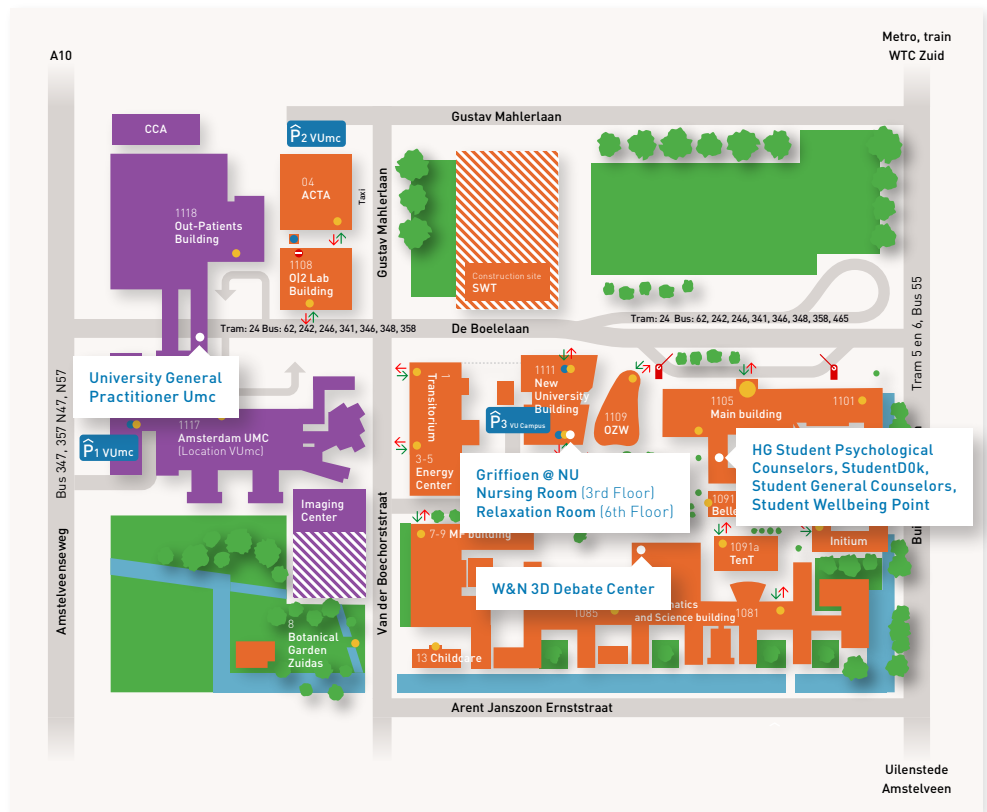 Metro, train
WTC Zuid
A10
Gustav Mahlerlaan
CCA
P2 VUmc
04
ACTA
Taxi
Gustav Mahlerlaan
1118
Out-Patients
Building
1108
O|2 Lab
Building
Construction site
SWT
Tram: 24 Bus: 62, 242, 246, 341, 346, 348, 358
De Boelelaan
Tram: 24 Bus: 62, 242, 246, 341, 346, 348, 358, 465
Tram 5 en 6, Bus 55
Bus 347, 357 N47, N57
University General
Practitioner Umc
1
Transitorium
1111
New
University
Building
1109
OZW
1105
Main building
1101
P3 VU Campus
P1 VUmc
1117
Amsterdam UMC
(Location VUmc)
3-5
Energy
Center
HG Student Psychological
Counselors, StudentD0k,
Student General Counselors,
Student Wellbeing Point
Griffioen @ NU
Nursing Room (3rd Floor)
Relaxation Room (6th Floor)
Imaging
Center
1091
7-9 MF building
Initium
1091a
TenT
W&N 3D Debate Center
1085
and Science building
1081
8
Botanical
Garden
Zuidas
13 Childcare
Amstelveenseweg
Van der Boechorststraat
Arent Janszoon Ernststraat
Uilenstede
Amstelveen